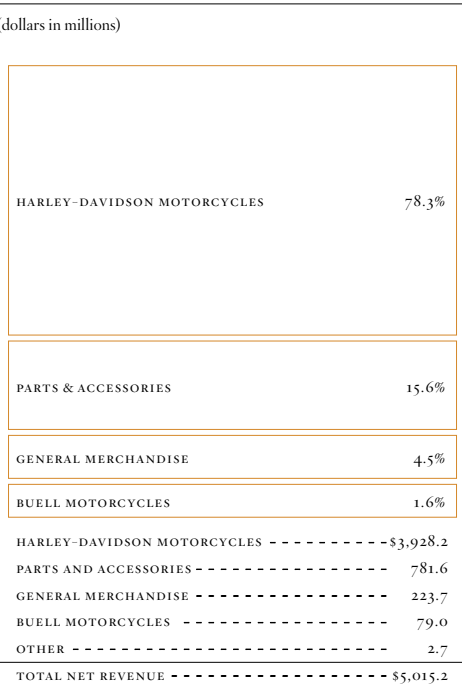 (dollars in millions)
HARLEY-DAVIDSON MOTORCYCLES 78.3%
PARTS & ACCESSORIES 15.6%
GENERAL MERCHANDISE 4.5%
BUELL MOTORCYCLES 1.6%
HARLEY-DAVIDSON MOTORCYCLES - - - - - - - - - - $3,928.2
PARTS AND ACCESSORIES - - - - - - - - - - - - - - - - 781.6
GENERAL MERCHANDISE - - - - - - - - - - - - - - - - 223.7
BUELL MOTORCYCLES - - - - - - - - - - - - - - - - - 79.0
OTHER - - - - - - - - - - - - - - - - - - - - - - - - - - 2.7
TOTAL NET REVENUE - - - - - - - - - - - - - - - - - - $5,015.2